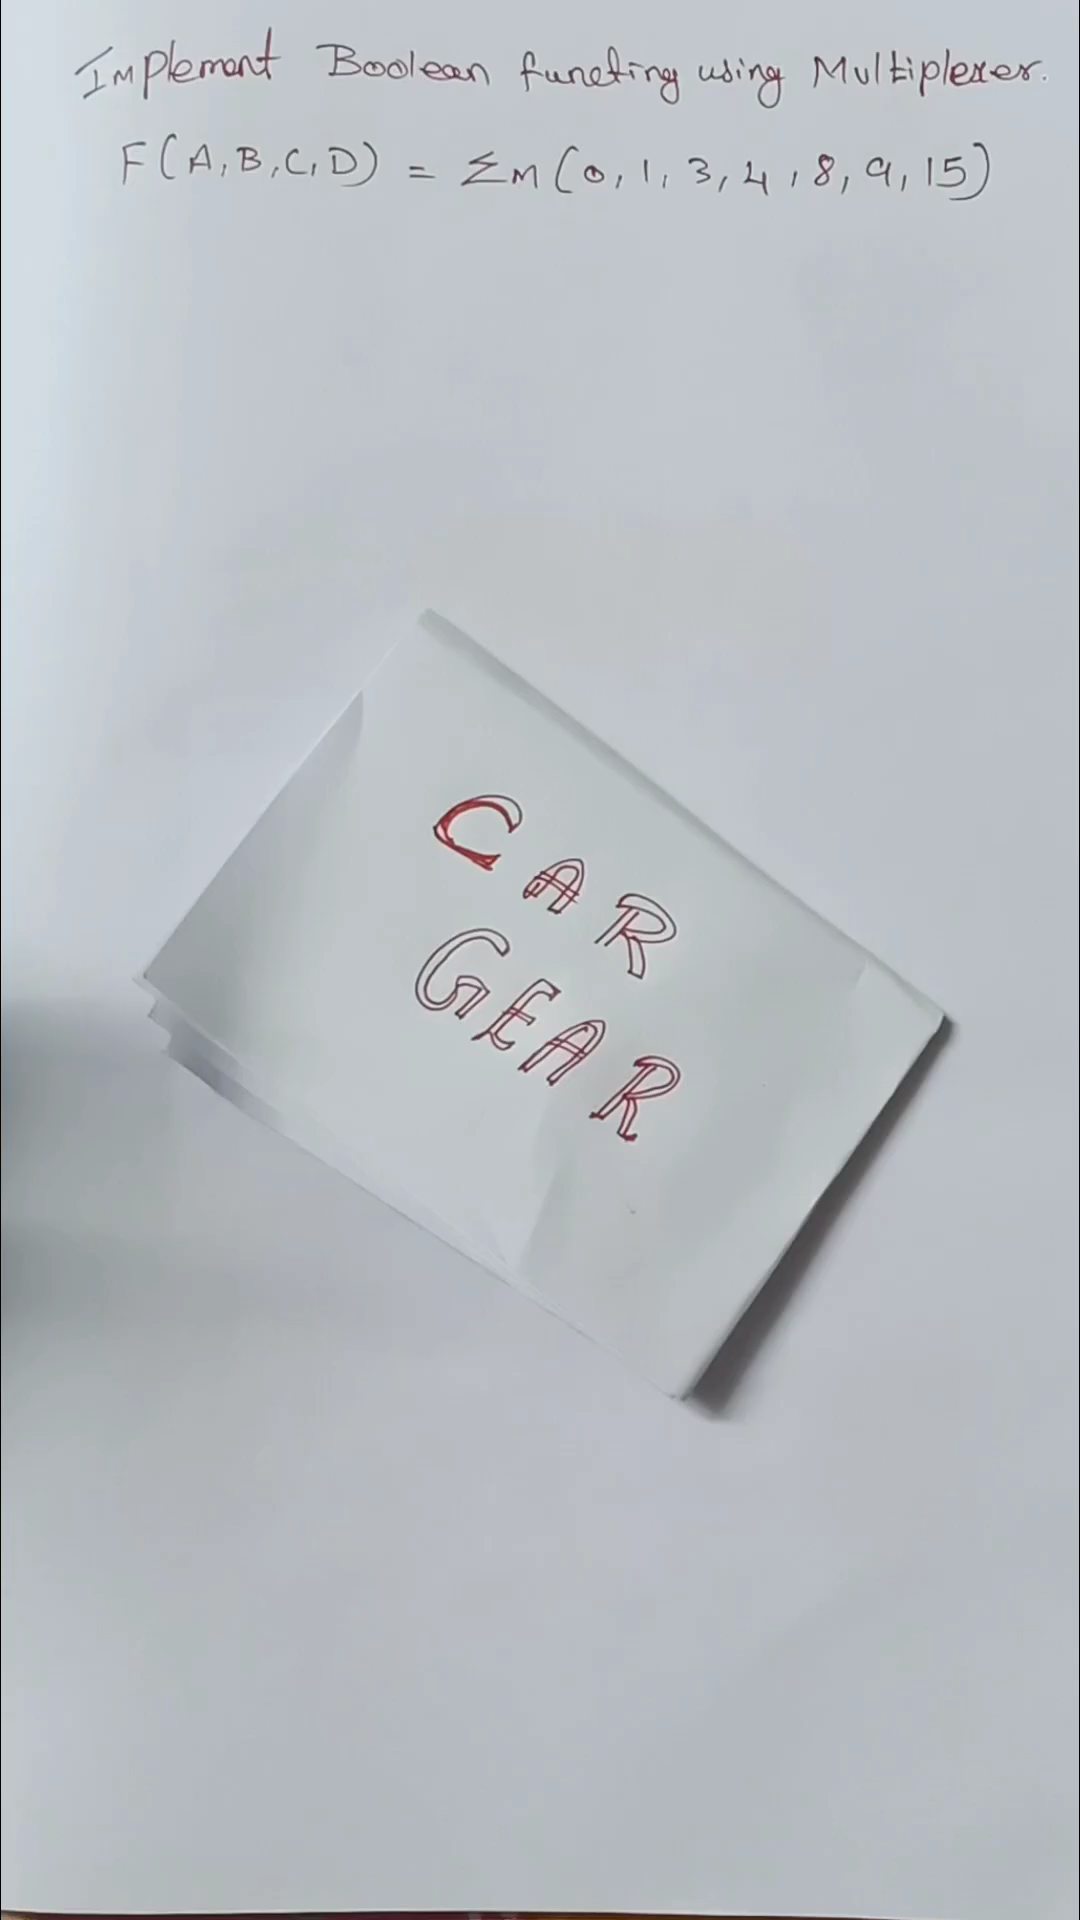 Implement Boolean functing using Multiplexer.
F(A,B,C,D) = Σm(0,1,3,4,8,9,15)
CAR
GEAR